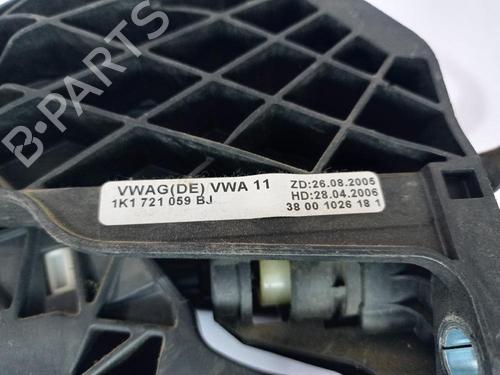 VWAG(DE) VWA 11 ZD:26.08.2005
1K1 721 059 BJ HD:28.04.2006
38 00 1026 18 1
B-PARTS